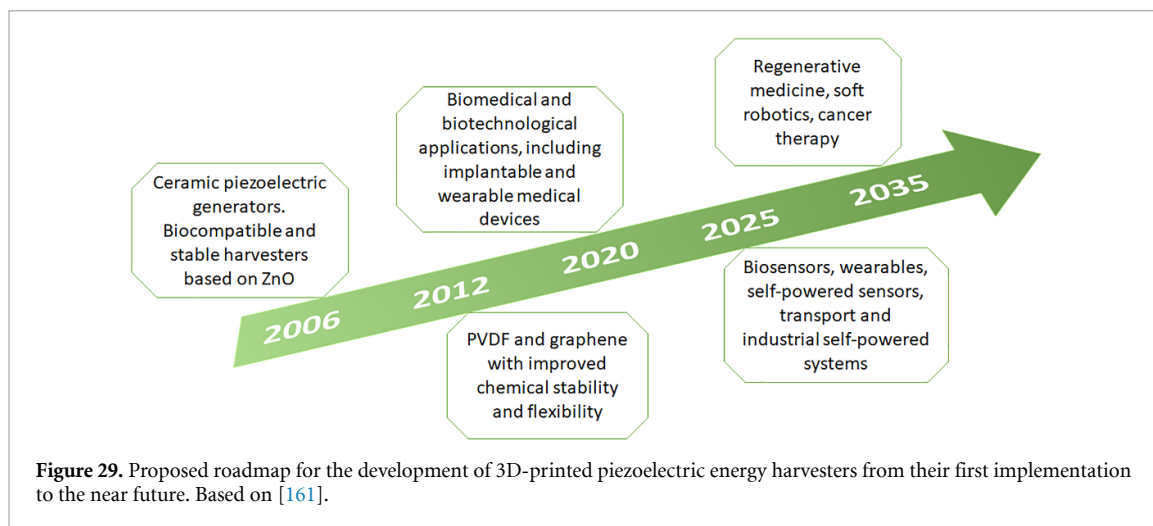 Ceramic piezoelectric
generators.
Biocompatible and
stable harvesters
based on ZnO
Biomedical and
biotechnological
applications, including
implantable and
wearable medical
devices
Regenerative
medicine, soft
robotics, cancer
therapy
2006
2012
2020
2025
2035
PVDF and graphene
with improved
chemical stability
and flexibility
Biosensors, wearables,
self-powered sensors,
transport and
industrial self-powered
systems
Figure 29. Proposed roadmap for the development of 3D-printed piezoelectric energy harvesters from their first implementation
to the near future. Based on [161].